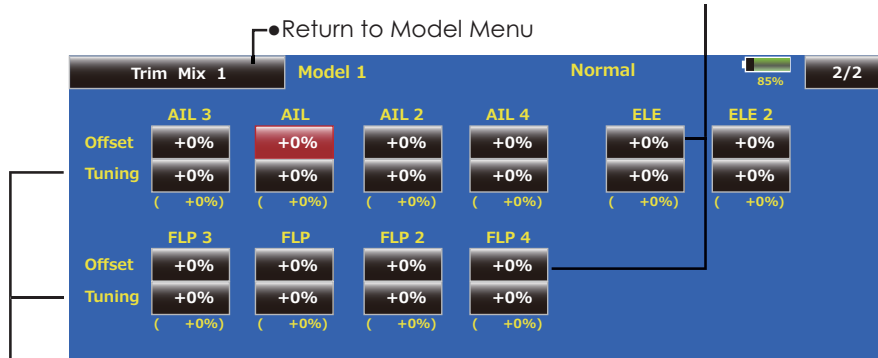 ●Return to Model Menu
Trim Mix 1 Model 1 Normal 85% 2/2
AIL 3 AIL AIL 2 AIL 4 ELE ELE 2
Offset +0% +0% +0% +0% +0% +0%
Tuning +0% +0% +0% +0% +0% +0%
( +0%) ( +0%) ( +0%) ( +0%) ( +0%) ( +0%)
FLP 3 FLP FLP 2 FLP 4
Offset +0% +0% +0% +0%
Tuning +0% +0% +0% +0%
( +0%) ( +0%) ( +0%) ( +0%)